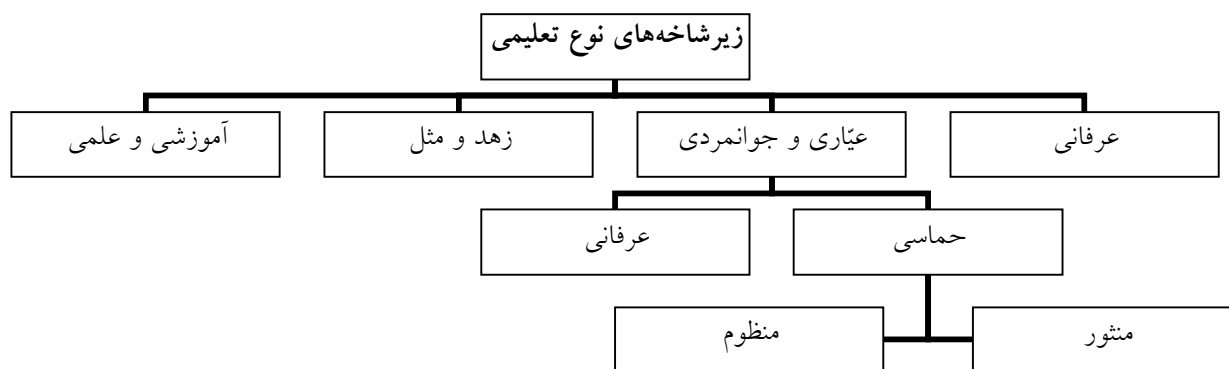 زیرشاخه‌های نوع تعلیمی
عرفانی
عیّاری و جوانمردی
زهد و مثل
آموزشی و علمی
حماسی
عرفانی
منثور
منظوم